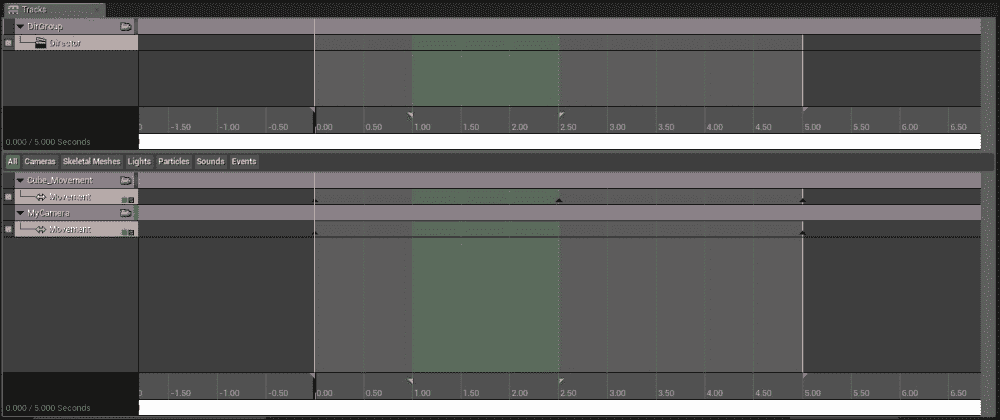 Tracks
DirGroup
Director
-1.50 -1.00 -0.50 0.00 0.50 1.00 1.50 2.00 2.50 3.00 3.50 4.00 4.50 5.00 5.50 6.00 6.50
0.000 / 5.000 Seconds
All Cameras Skeletal Meshes Lights Particles Sounds Events
Cube_Movement
Movement
MyCamera
Movement
-1.50 -1.00 -0.50 0.00 0.50 1.00 1.50 2.00 2.50 3.00 3.50 4.00 4.50 5.00 5.50 6.00 6.50
0.000 / 5.000 Seconds